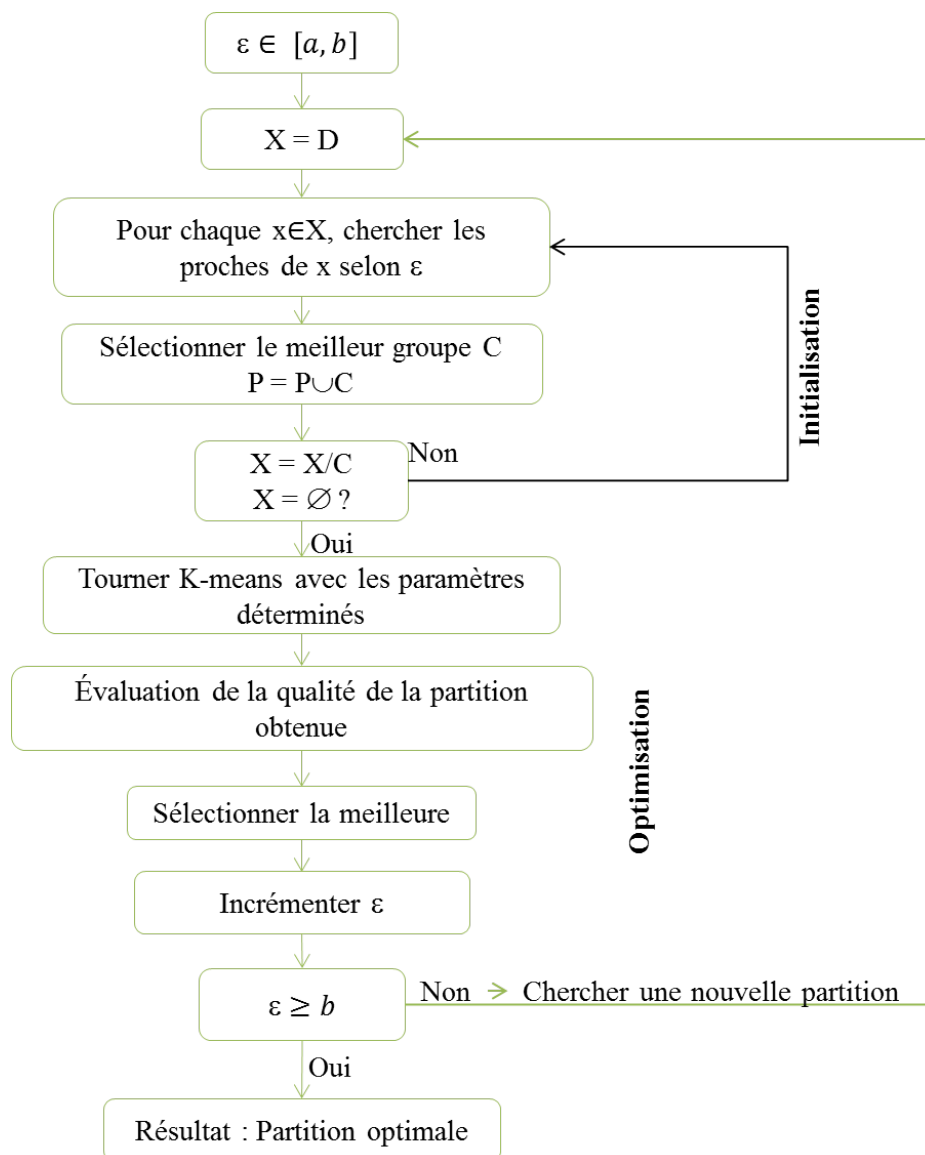 ε ∈ [a, b]
X = D
Pour chaque x∈X, chercher les
proches de x selon ε
Sélectionner le meilleur groupe C
P = P∪C
X = X/C
X = ∅ ?
Non
Initialisation
Oui
Tourner K-means avec les paramètres
déterminés
Évaluation de la qualité de la partition
obtenue
Sélectionner la meilleure
Optimisation
Incrémenter ε
ε ≥ b
Non → Chercher une nouvelle partition
Oui
Résultat : Partition optimale